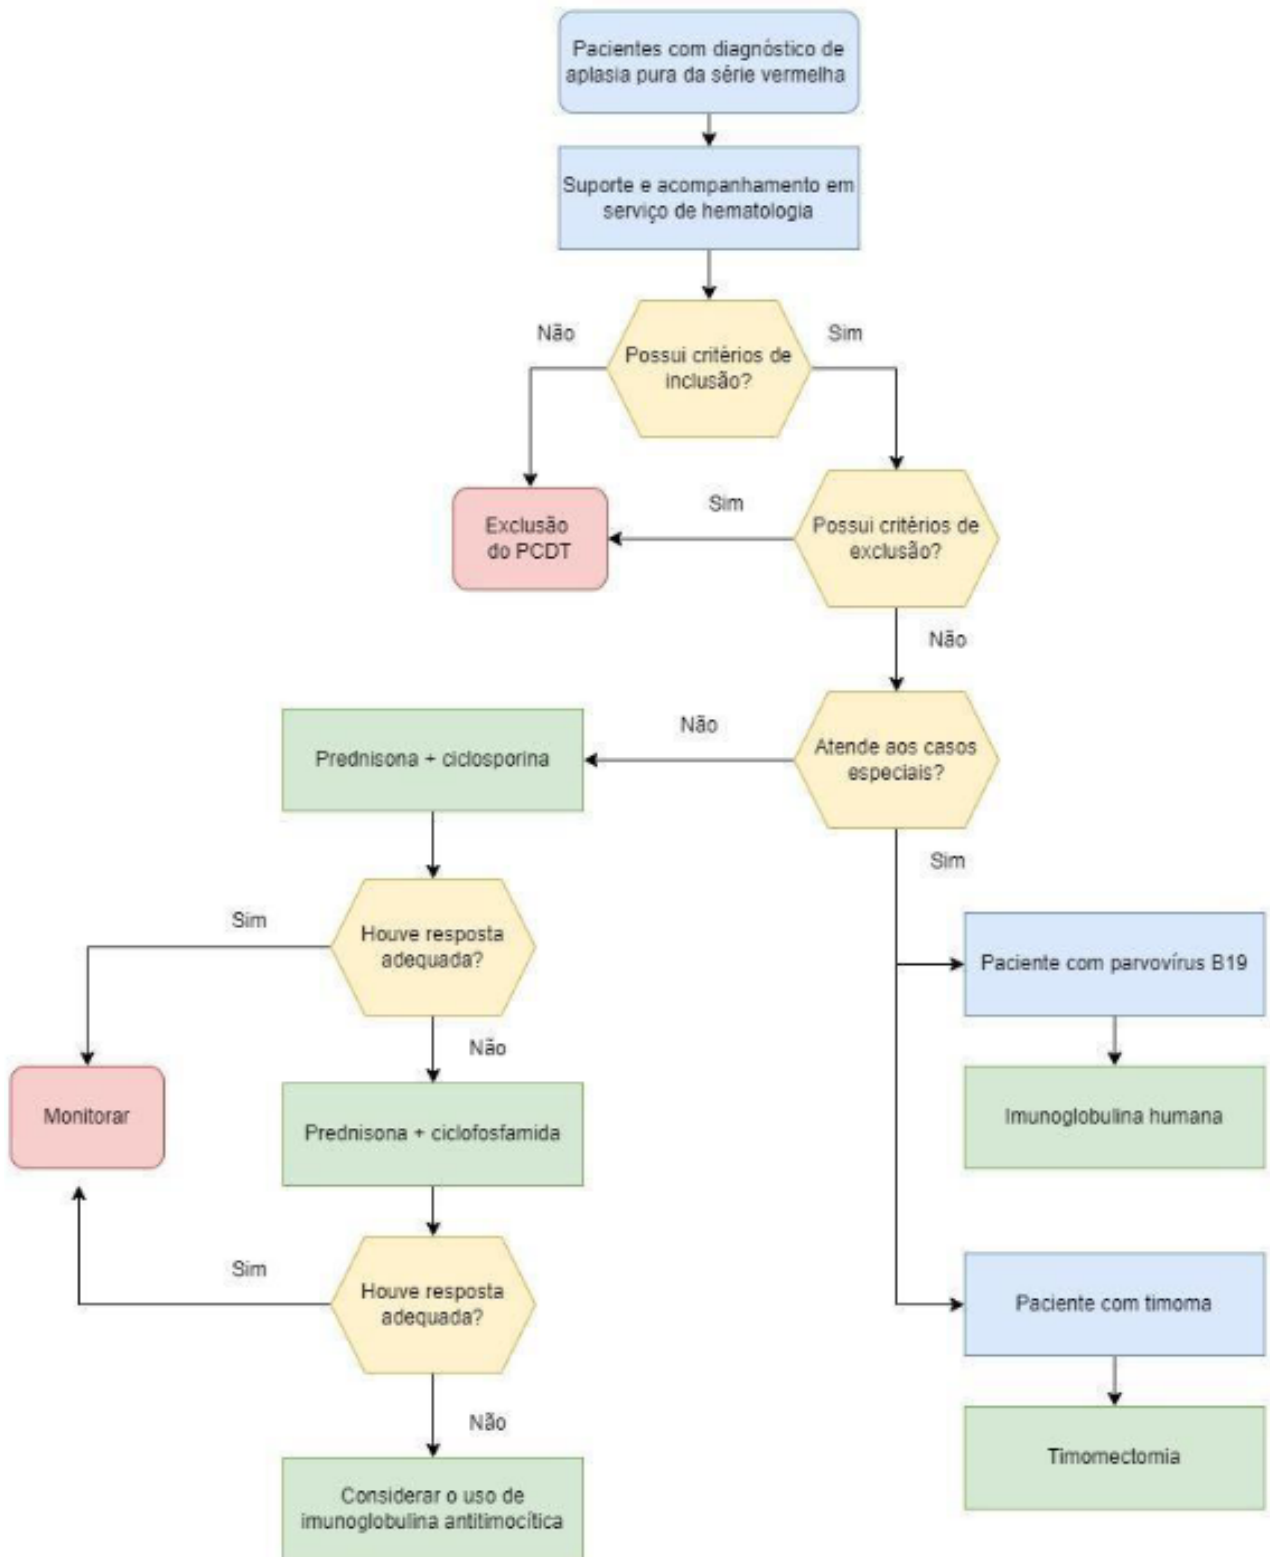 Pacientes com diagnóstico de
aplasia pura da série vermelha
Suporte e acompanhamento em
serviço de hematologia
Não
Sim
Possui critérios de
inclusão?
Exclusão
do PCDT
Sim
Possui critérios de
exclusão?
Não
Prednisona + ciclosporina
Não
Atende aos casos
especiais?
Sim
Houve resposta
adequada?
Sim
Paciente com parvovírus B19
Não
Monitorar
Prednisona + ciclofosfamida
Imunoglobulina humana
Sim
Houve resposta
adequada?
Paciente com timoma
Não
Considerar o uso de
imunoglobulina antitimocítica
Timomectomia